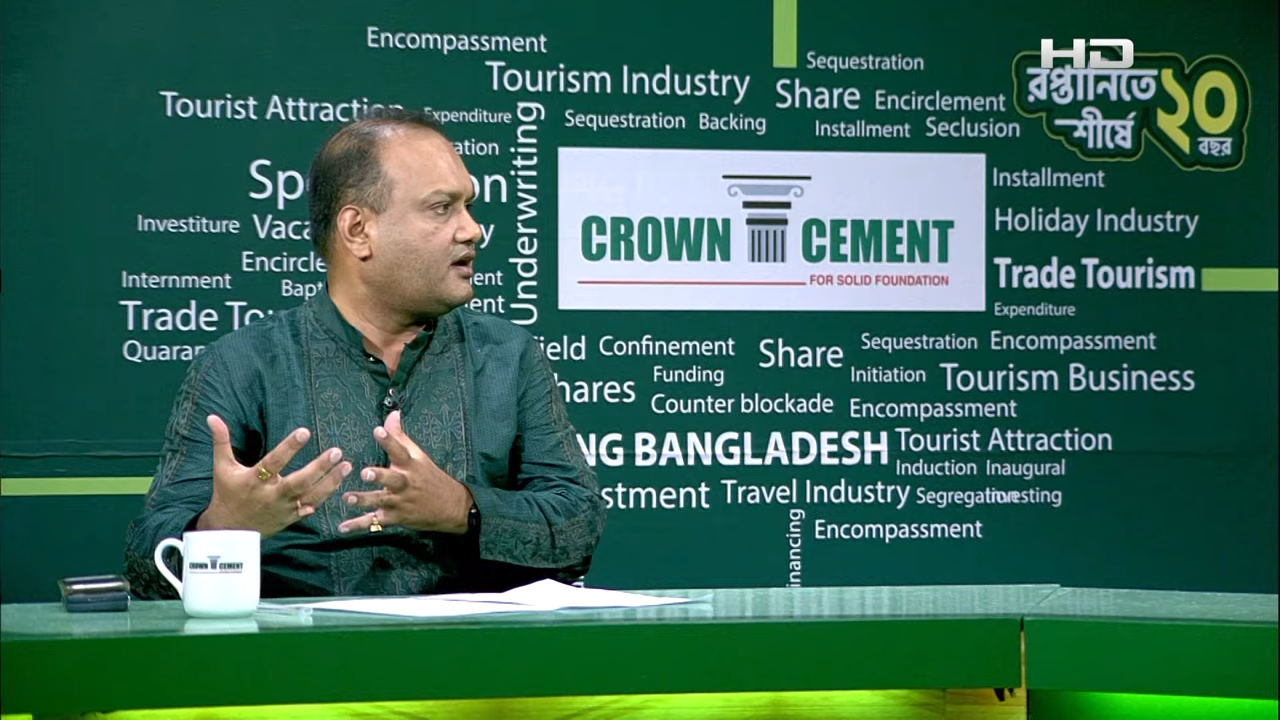 Encompassment
Sequestration
HD
Tourism Industry
Share
Encirclement
রপ্তানিতে
শীর্ষে
২০
বছর
Tourist Attraction
Expenditure
Sequestration
Backing
Installment
Seclusion
Underwriting
Installment
Investiture
CROWN CEMENT
FOR SOLID FOUNDATION
Holiday Industry
Internment
Trade Tourism
Expenditure
Confinement
Share
Sequestration
Encompassment
Funding
Initiation
Tourism Business
Counter blockade
Encompassment
BANGLADESH
Tourist Attraction
Induction
Inaugural
Travel Industry
Encompassment
CROWN CEMENT